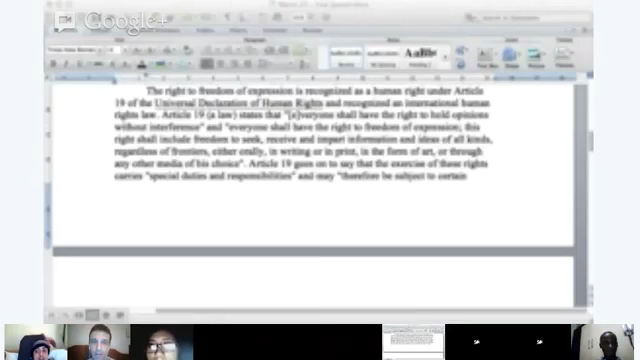 Google+
The right to freedom of expression is recognized as a human right under Article
19 of the Universal Declaration of Human Rights and recognized an international human
rights law. Article 19 (a law) states that "[e]veryone shall have the right to hold opinions
without interference" and "everyone shall have the right to freedom of expression; this
right shall include freedom to seek, receive and impart information and ideas of all kinds,
regardless of frontiers, either orally, in writing or in print, in the form of art, or through
any other media of his choice". Article 19 goes on to say that the exercise of these rights
carries "special duties and responsibilities" and may "therefore be subject to certain